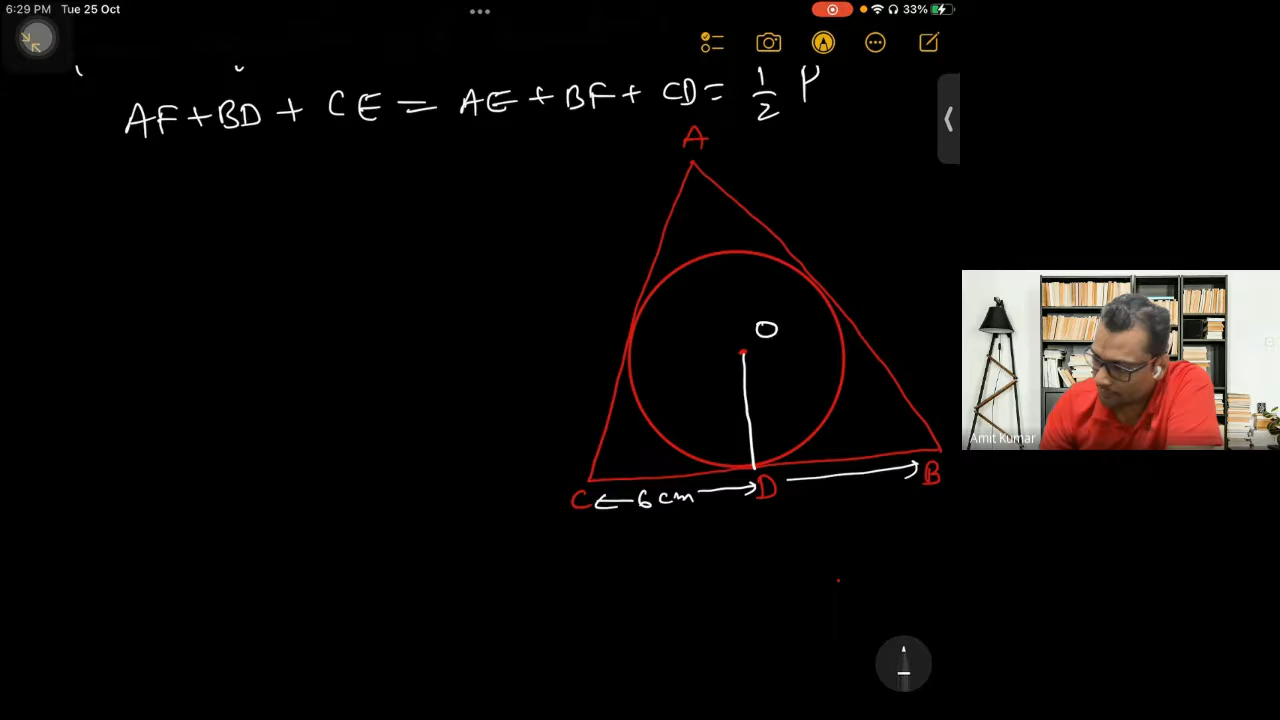 6:29 PM Tue 25 Oct
33%
AF+BD + CE = AE + BF + CD = 1/2 P
A
O
C 6 cm D B
Amit Kumar